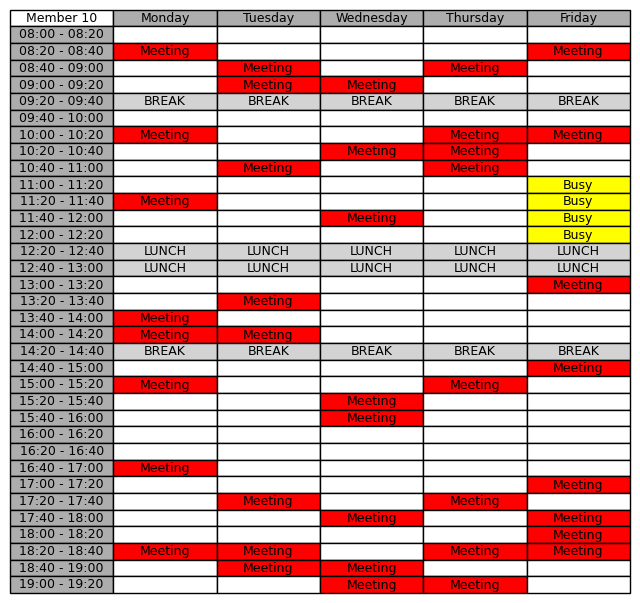 Member 10 Monday Tuesday Wednesday Thursday Friday
08:00 - 08:20
08:20 - 08:40 Meeting Meeting
08:40 - 09:00 Meeting Meeting
09:00 - 09:20 Meeting Meeting
09:20 - 09:40 BREAK BREAK BREAK BREAK BREAK
09:40 - 10:00
10:00 - 10:20 Meeting Meeting Meeting
10:20 - 10:40 Meeting Meeting
10:40 - 11:00 Meeting Meeting
11:00 - 11:20 Busy
11:20 - 11:40 Meeting Busy
11:40 - 12:00 Meeting Busy
12:00 - 12:20 Busy
12:20 - 12:40 LUNCH LUNCH LUNCH LUNCH LUNCH
12:40 - 13:00 LUNCH LUNCH LUNCH LUNCH LUNCH
13:00 - 13:20 Meeting
13:20 - 13:40 Meeting
13:40 - 14:00 Meeting
14:00 - 14:20 Meeting Meeting
14:20 - 14:40 BREAK BREAK BREAK BREAK BREAK
14:40 - 15:00 Meeting
15:00 - 15:20 Meeting Meeting
15:20 - 15:40 Meeting
15:40 - 16:00 Meeting
16:00 - 16:20
16:20 - 16:40
16:40 - 17:00 Meeting
17:00 - 17:20 Meeting
17:20 - 17:40 Meeting Meeting
17:40 - 18:00 Meeting Meeting
18:00 - 18:20 Meeting
18:20 - 18:40 Meeting Meeting Meeting Meeting
18:40 - 19:00 Meeting Meeting
19:00 - 19:20 Meeting Meeting